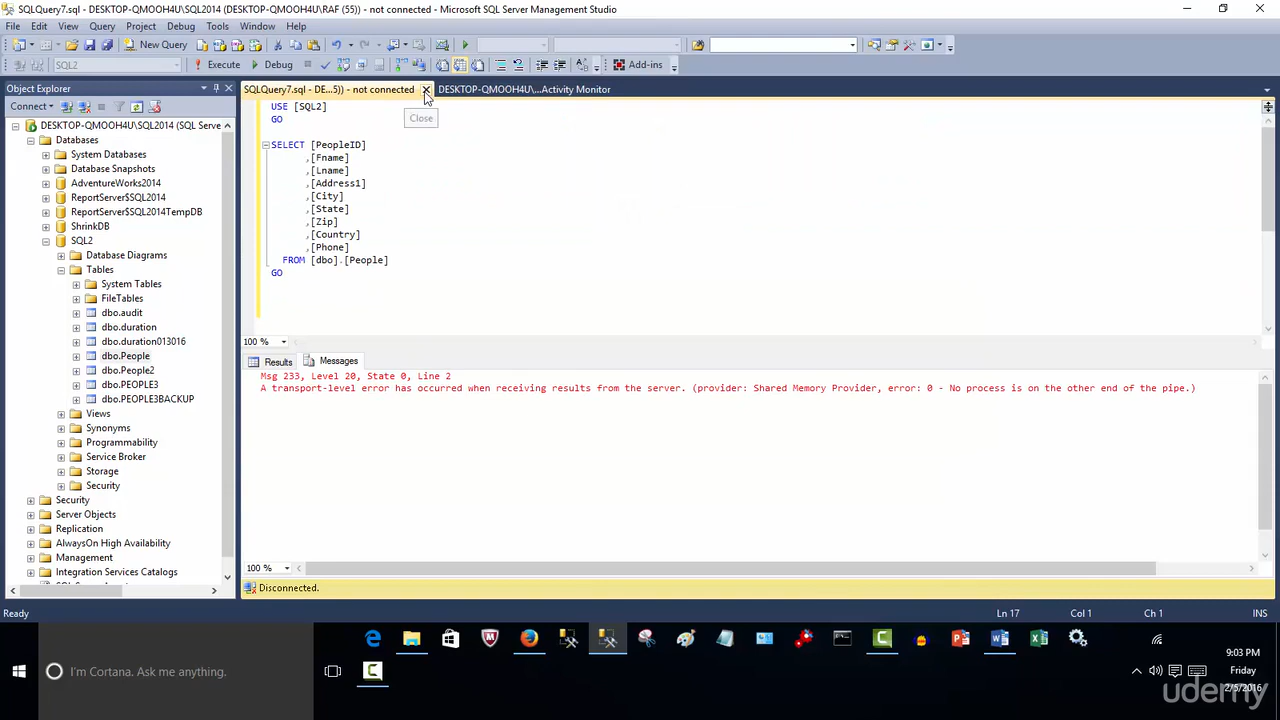 SQLQuery7.sql - DESKTOP-QMOOH4U\SQL2014 (DESKTOP-QMOOH4U\RAF (55)) - not connected - Microsoft SQL Server Management Studio
File Edit View Query Project Debug Tools Window Help
New Query
SQL2 Execute Debug Add-ins
Object Explorer
SQLQuery7.sql - DE...5)) - not connected
DESKTOP-QMOOH4U\...Activity Monitor
Close
Connect
DESKTOP-QMOOH4U\SQL2014 (SQL Serve
Databases
System Databases
Database Snapshots
AdventureWorks2014
ReportServer$SQL2014
ReportServer$SQL2014TempDB
ShrinkDB
SQL2
Database Diagrams
Tables
System Tables
FileTables
dbo.audit
dbo.duration
dbo.duration013016
dbo.People
dbo.People2
dbo.PEOPLE3
dbo.PEOPLE3BACKUP
Views
Synonyms
Programmability
Service Broker
Storage
Security
Security
Server Objects
Replication
AlwaysOn High Availability
Management
Integration Services Catalogs
USE [SQL2]
GO
SELECT [PeopleID]
,[Fname]
,[Lname]
,[Address1]
,[City]
,[State]
,[Zip]
,[Country]
,[Phone]
FROM [dbo].[People]
GO
100 %
Results Messages
Msg 233, Level 20, State 0, Line 2
A transport-level error has occurred when receiving results from the server. (provider: Shared Memory Provider, error: 0 - No process is on the other end of the pipe.)
100 %
Disconnected.
Ready Ln 17 Col 1 Ch 1 INS
I'm Cortana. Ask me anything.
9:03 PM
Friday
2/5/2016
udemy